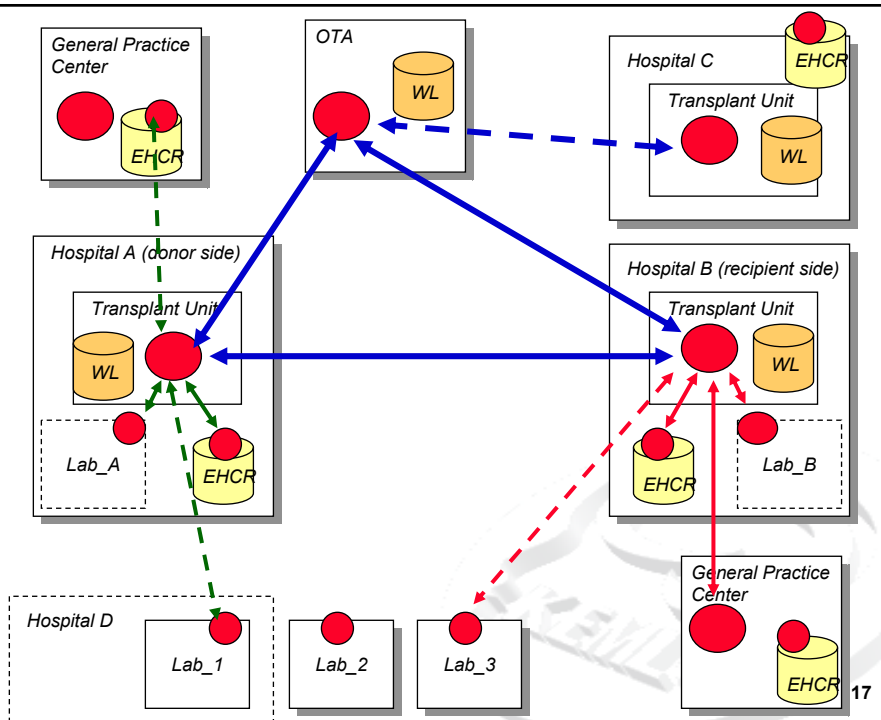 General Practice
Center
EHCR
OTA
WL
Hospital C
EHCR
Transplant Unit
WL
Hospital A (donor side)
Transplant Unit
WL
Lab_A
EHCR
Hospital B (recipient side)
Transplant Unit
WL
EHCR
Lab_B
Hospital D
Lab_1
Lab_2
Lab_3
General Practice
Center
EHCR
KEML
17